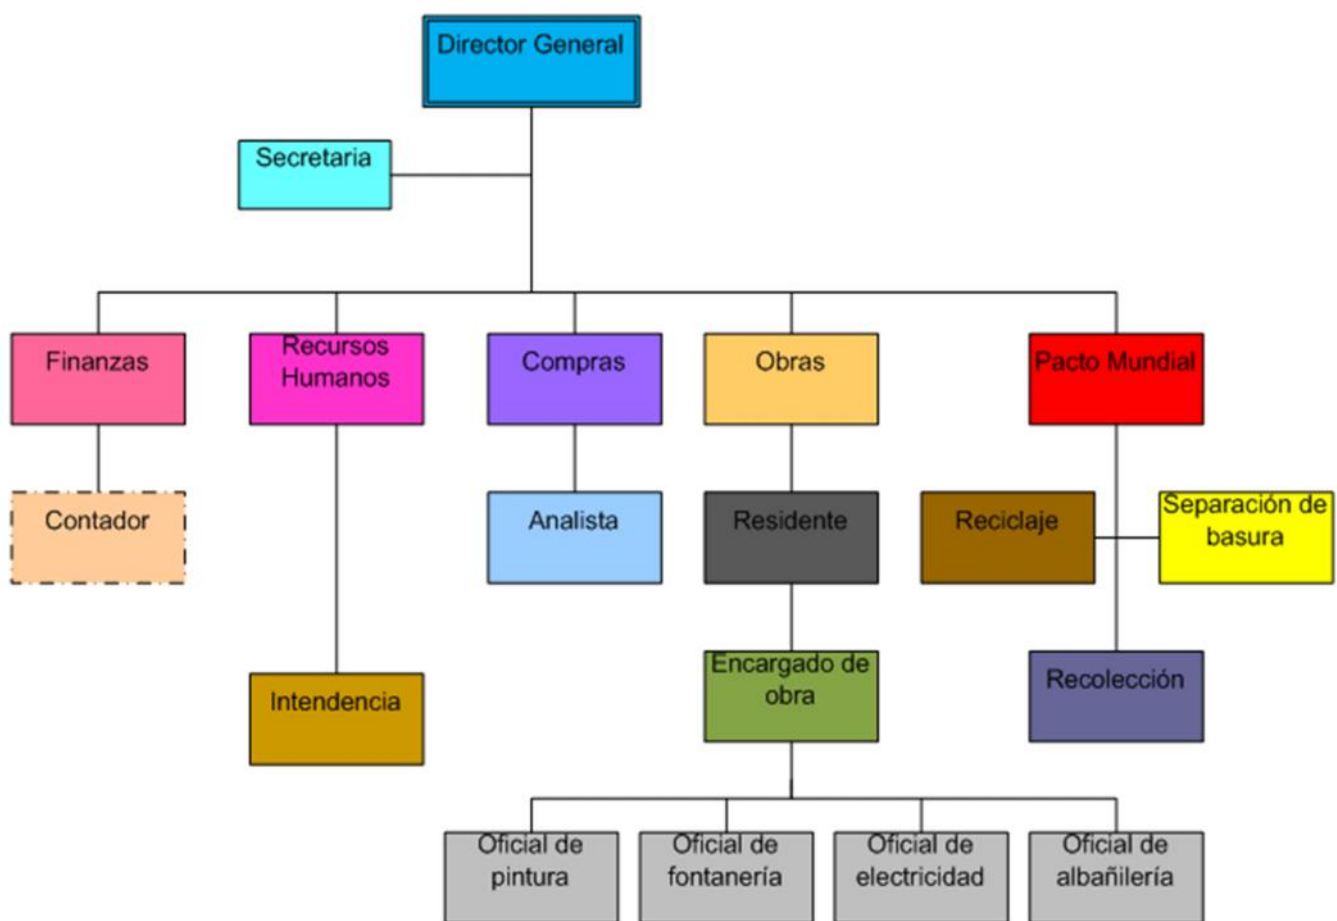 Director General
Secretaria
Finanzas
Recursos
Humanos
Compras
Obras
Pacto Mundial
Contador
Analista
Residente
Reciclaje
Separación de
basura
Intendencia
Encargado de
obra
Recolección
Oficial de
pintura
Oficial de
fontanería
Oficial de
electricidad
Oficial de
albañilería